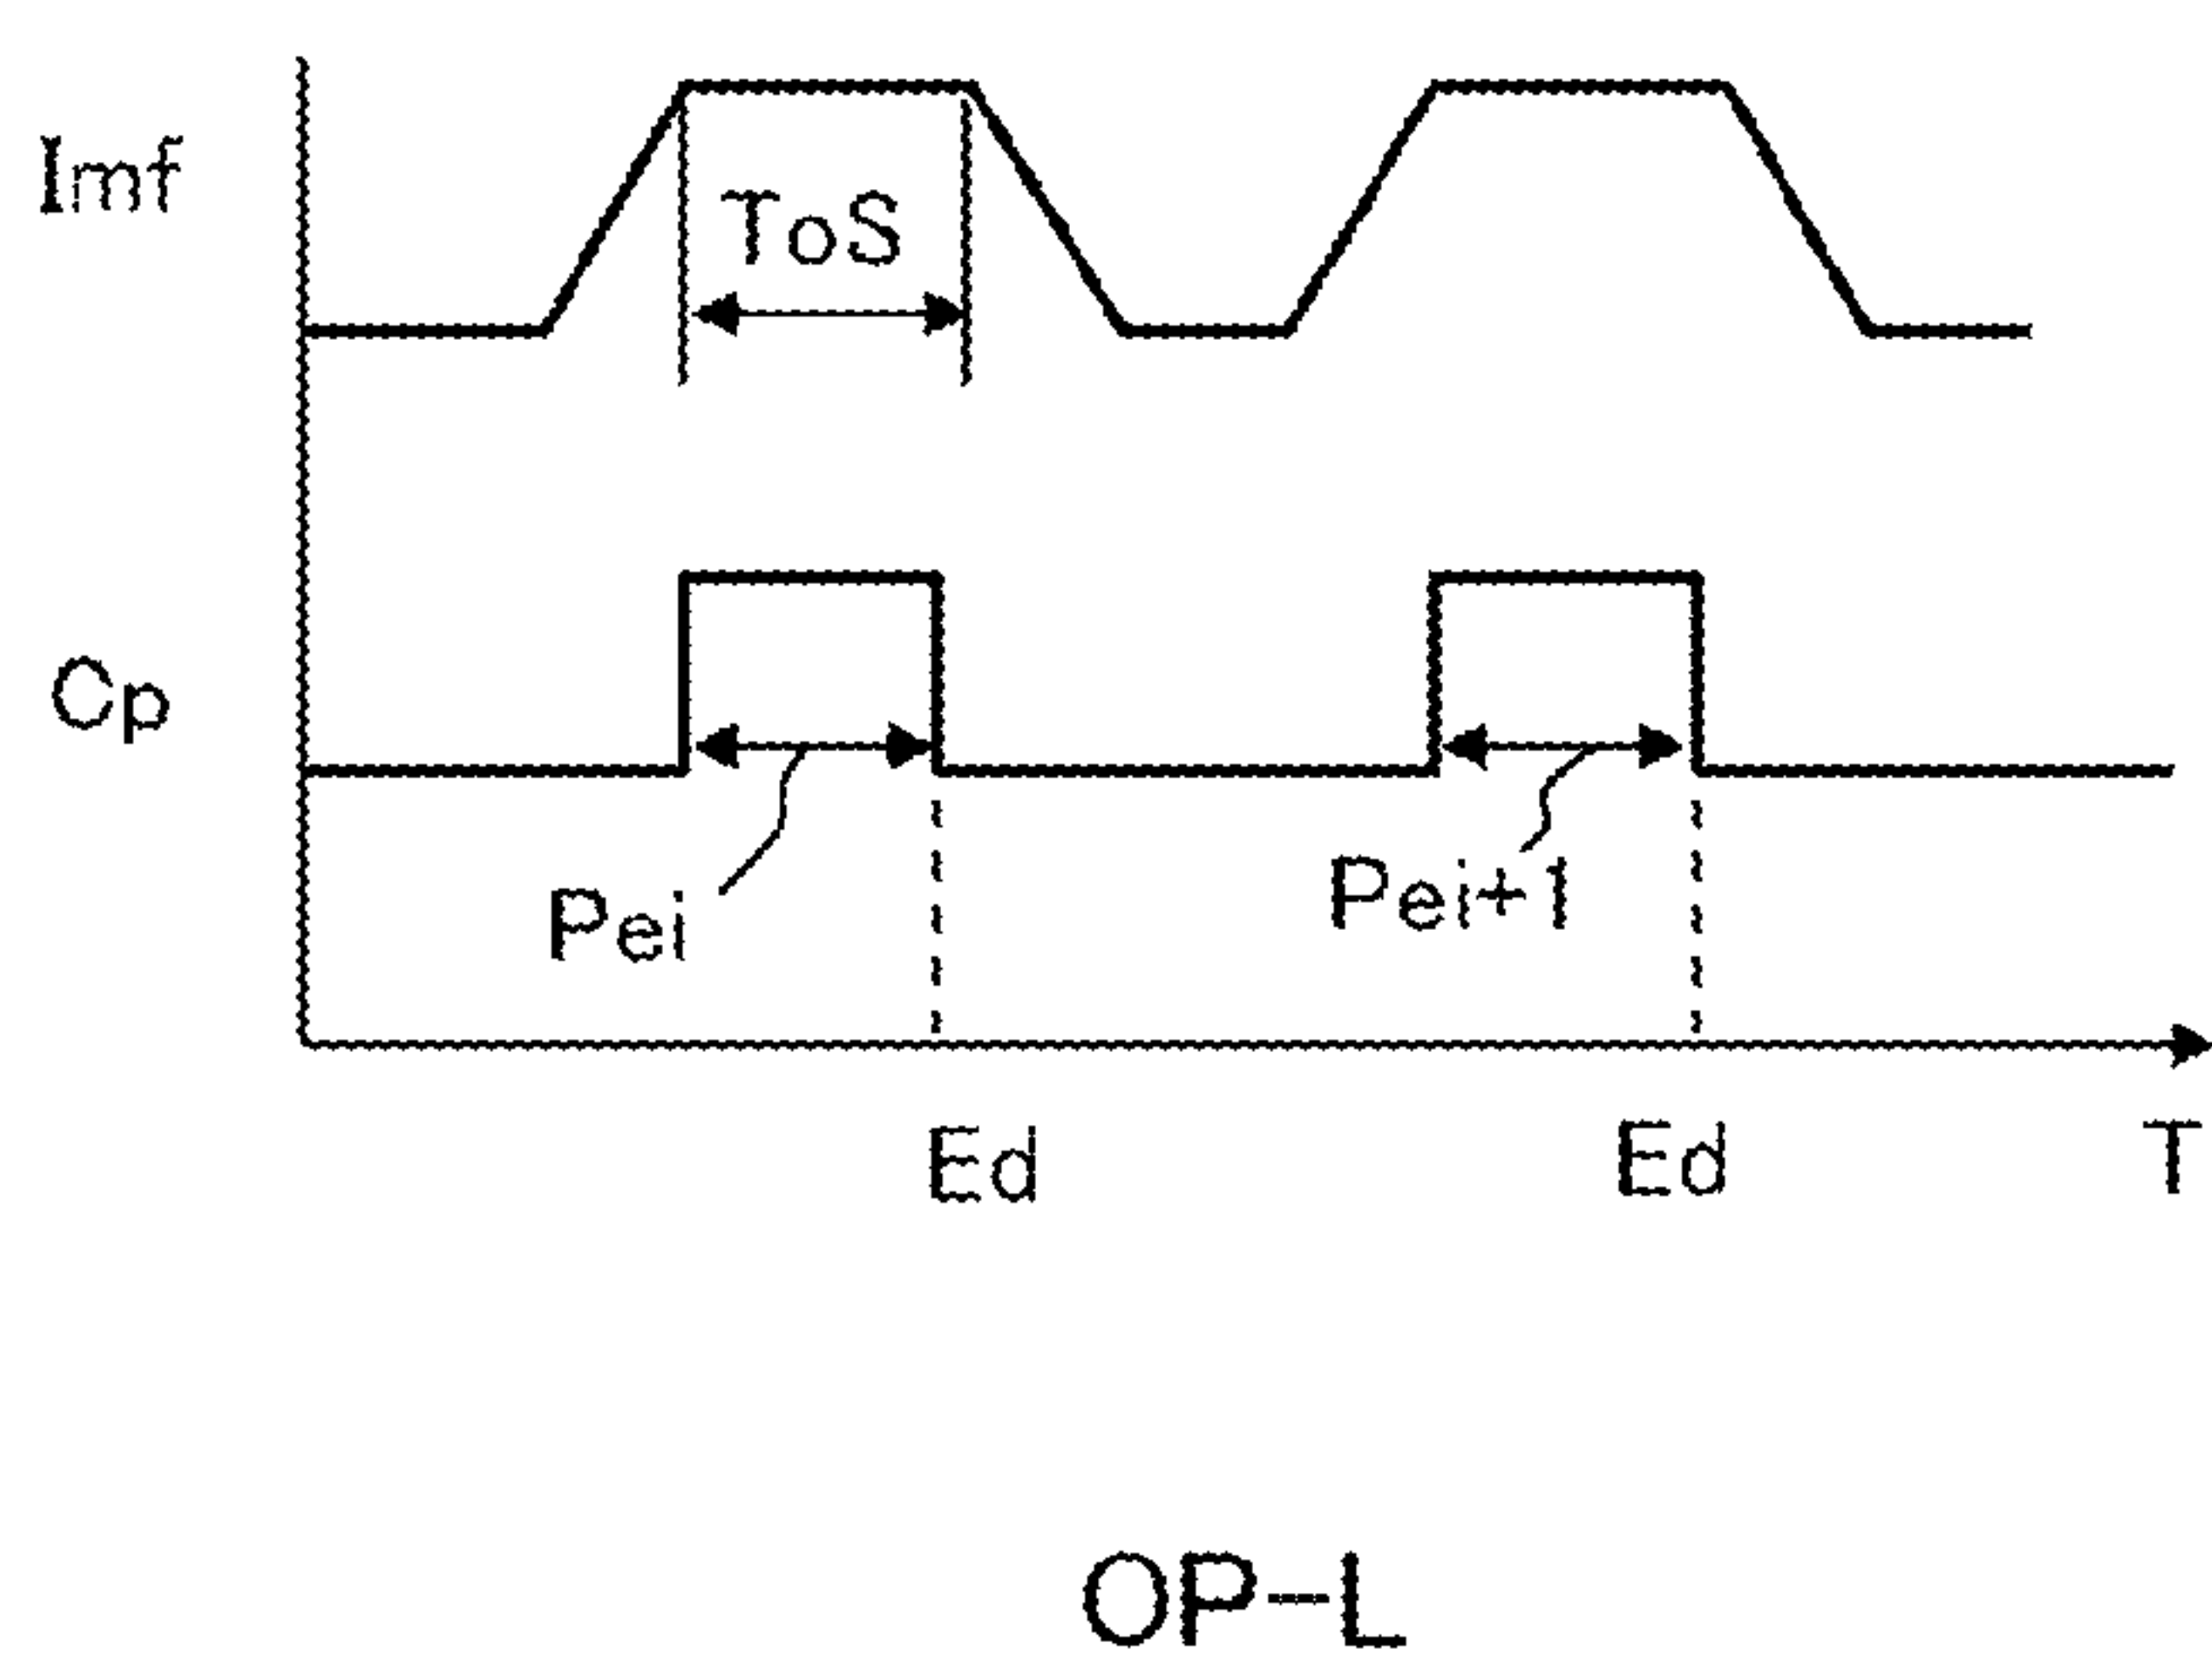 Imf
ToS
Cp
Pei
Pei+1
Ed
Ed
T
OP-L